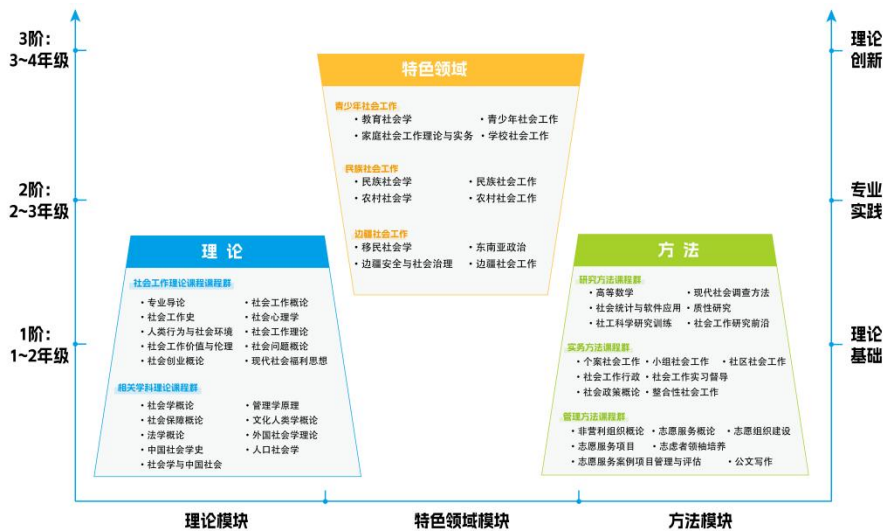 3阶:
3~4年级
2阶:
2~3年级
1阶:
1~2年级
理论
创新
专业
实践
理论
基础
特色领域
青少年社会工作
·教育社会学 ·青少年社会工作
·家庭社会工作理论与实务 ·学校社会工作
民族社会工作
·民族社会学 ·民族社会工作
·农村社会学 ·农村社会工作
边疆社会工作
·移民社会学 ·东南亚政治
·边疆安全与社会治理 ·边疆社会工作
理 论
社会工作理论课程课程群
·专业导论 ·社会工作概论
·社会工作史 ·社会心理学
·人类行为与社会环境 ·社会工作理论
·社会工作价值与伦理 ·社会问题概论
·社会创业概论 ·现代社会福利思想
相关学科理论课程群
·社会学概论 ·管理学原理
·社会保障概论 ·文化人类学概论
·法学概论 ·外国社会学理论
·中国社会学史 ·人口社会学
·社会学与中国社会
方 法
研究方法课程群
·高等数学 ·现代社会调查方法
·社会统计与软件应用 ·质性研究
·社工科学研究训练 ·社会工作研究前沿
实务方法课程群
·个案社会工作 ·小组社会工作 ·社区社会工作
·社会工作行政 ·社会工作实习督导
·社会政策概论 ·整合性社会工作
管理方法课程群
·非营利组织概论 ·志愿服务概论 ·志愿组织建设
·志愿服务项目 ·志虑者领袖培养
·志愿服务案例项目管理与评估 ·公文写作
理论模块
特色领域模块
方法模块